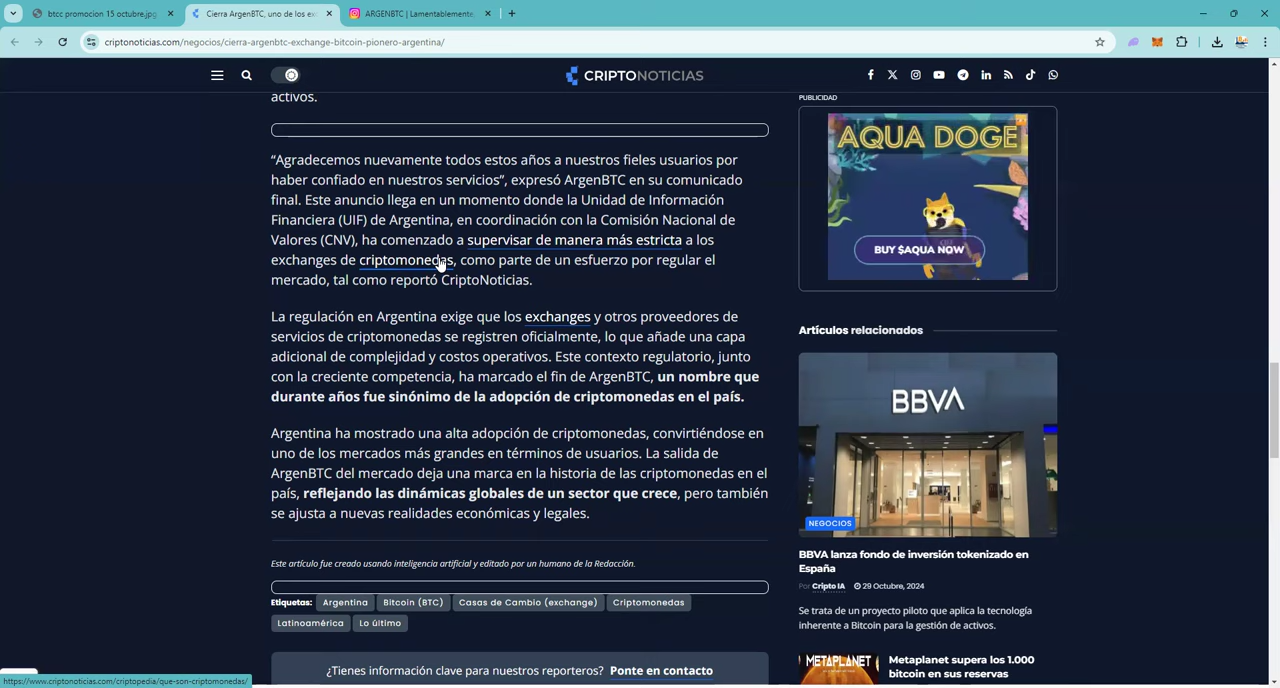 btcc promocion 15 octubre.jpg
Cierra ArgenBTC, uno de los ex
ARGENBTC | Lamentablemente,
criptonoticias.com/negocios/cierra-argenbtc-exchange-bitcoin-pionero-argentina/
CRIPTONOTICIAS
activos.
“Agradecemos nuevamente todos estos años a nuestros fieles usuarios por
haber confiado en nuestros servicios”, expresó ArgenBTC en su comunicado
final. Este anuncio llega en un momento donde la Unidad de Información
Financiera (UIF) de Argentina, en coordinación con la Comisión Nacional de
Valores (CNV), ha comenzado a supervisar de manera más estricta a los
exchanges de criptomonedas, como parte de un esfuerzo por regular el
mercado, tal como reportó CriptoNoticias.
La regulación en Argentina exige que los exchanges y otros proveedores de
servicios de criptomonedas se registren oficialmente, lo que añade una capa
adicional de complejidad y costos operativos. Este contexto regulatorio, junto
con la creciente competencia, ha marcado el fin de ArgenBTC, un nombre que
durante años fue sinónimo de la adopción de criptomonedas en el país.
Argentina ha mostrado una alta adopción de criptomonedas, convirtiéndose en
uno de los mercados más grandes en términos de usuarios. La salida de
ArgenBTC del mercado deja una marca en la historia de las criptomonedas en el
país, reflejando las dinámicas globales de un sector que crece, pero también
se ajusta a nuevas realidades económicas y legales.
Este artículo fue creado usando inteligencia artificial y editado por un humano de la Redacción.
Etiquetas: Argentina Bitcoin (BTC) Casas de Cambio (exchange) Criptomonedas
Latinoamérica Lo último
¿Tienes información clave para nuestros reporteros? Ponte en contacto
PUBLICIDAD
AQUA DOGE
BUY $AQUA NOW
Artículos relacionados
BBVA
NEGOCIOS
BBVA lanza fondo de inversión tokenizado en
España
Por Cripto IA 29 Octubre, 2024
Se trata de un proyecto piloto que aplica la tecnología
inherente a Bitcoin para la gestión de activos.
METAPLANET
Metaplanet supera los 1.000
bitcoin en sus reservas
https://www.criptonoticias.com/criptopedia/que-son-criptomonedas/